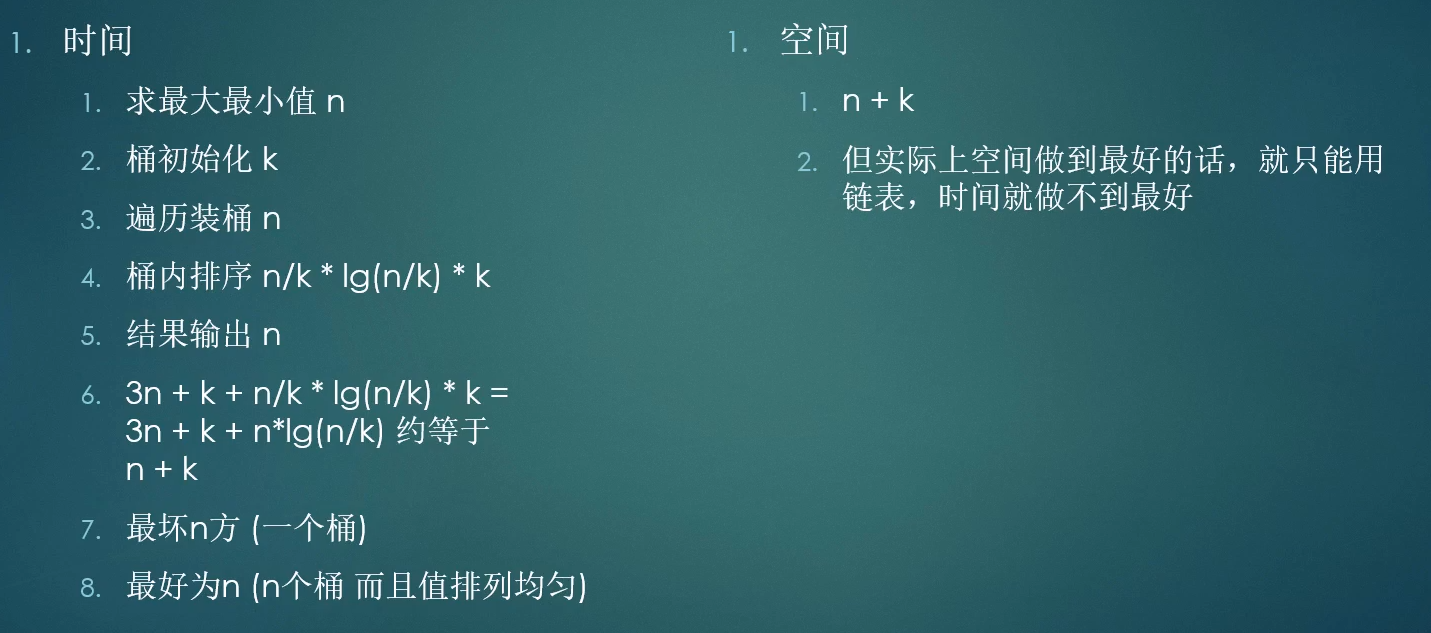 1. 时间
1. 求最大最小值 n
2. 桶初始化 k
3. 遍历装桶 n
4. 桶内排序 n/k * lg(n/k) * k
5. 结果输出 n
6. 3n + k + n/k * lg(n/k) * k =
3n + k + n*lg(n/k) 约等于
n + k
7. 最坏n方 (一个桶)
8. 最好为n (n个桶 而且值排列均匀)
1. 空间
1. n + k
2. 但实际上空间做到最好的话，就只能用
链表，时间就做不到最好